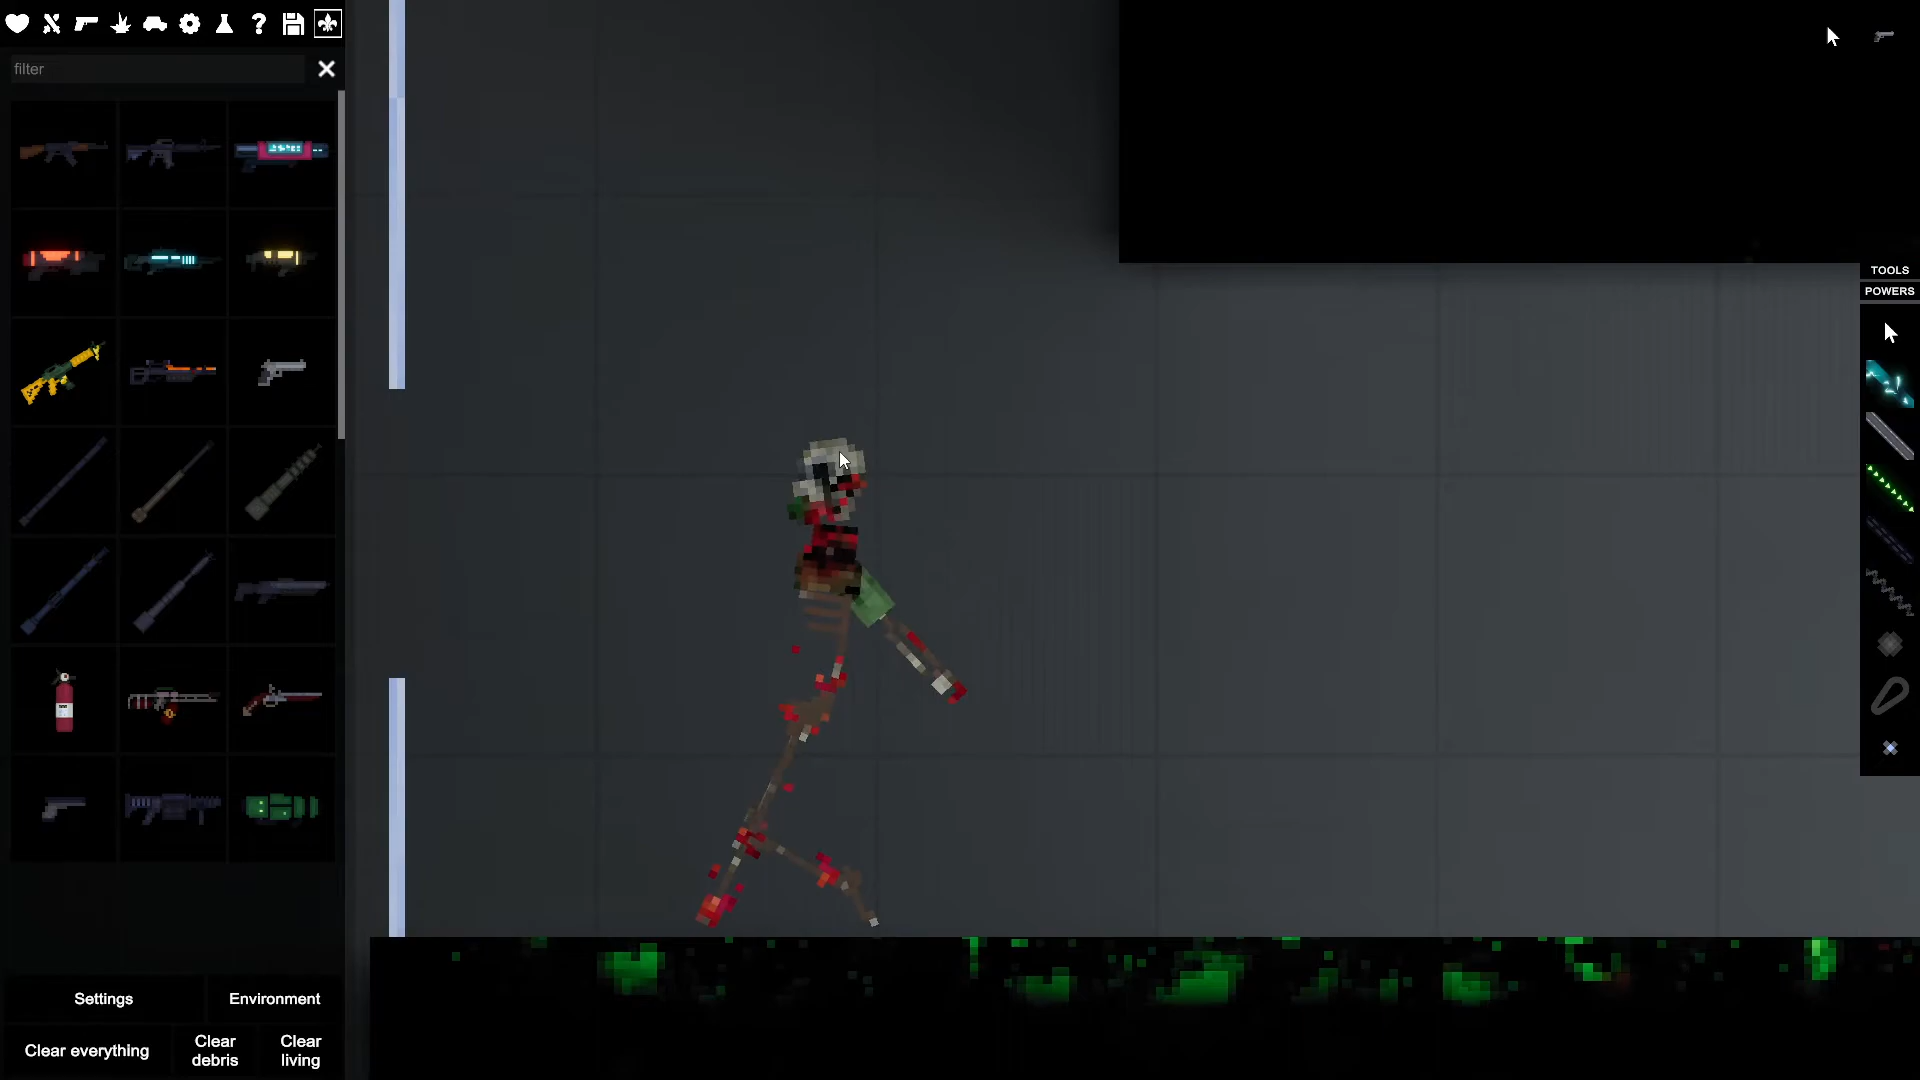 filter
TOOLS
POWERS
Settings
Environment
Clear everything
Clear
debris
Clear
living